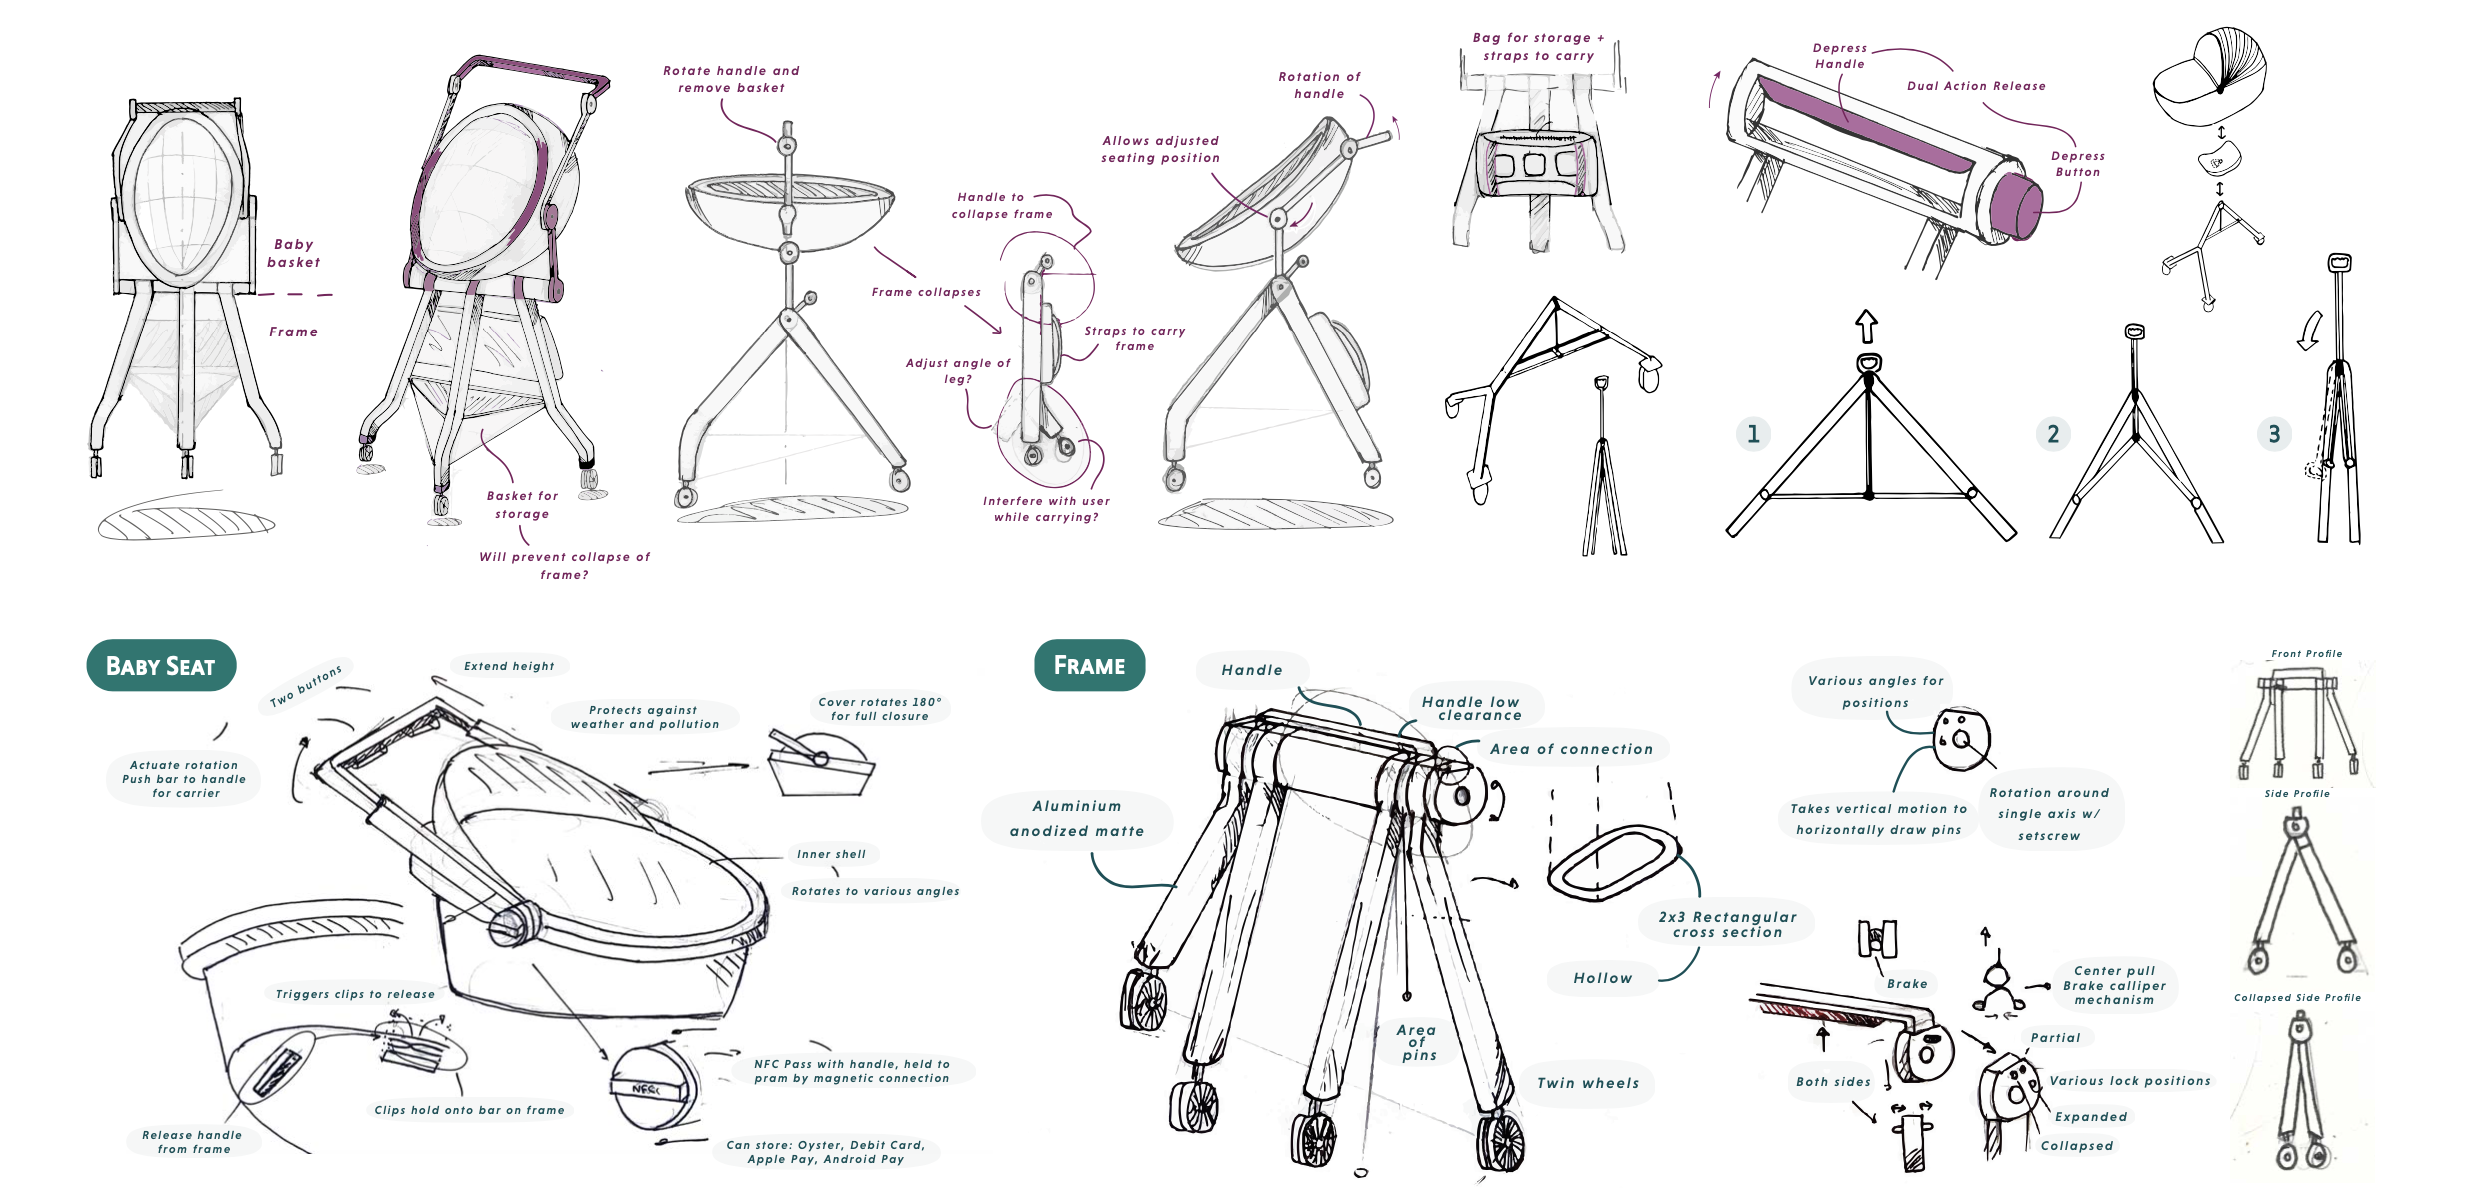 Baby
basket
Frame
Basket for
storage
Will prevent collapse of
frame?
Rotate handle and
remove basket
Frame collapses
Handle to
collapse frame
Straps to carry
frame
Adjust angle of
leg?
Interfere with user
while carrying?
Allows adjusted
seating position
Rotation of
handle
Bag for storage +
straps to carry
Depress
Handle
Dual Action Release
Depress
Button
1
2
3
BABY SEAT
Two buttons
Extend height
Protects against
weather and pollution
Cover rotates 180°
for full closure
Actuate rotation
Push bar to handle
for carrier
Inner shell
Rotates to various angles
Triggers clips to release
Clips hold onto bar on frame
Release handle
from frame
NFC Pass with handle, held to
pram by magnetic connection
Can store: Oyster, Debit Card,
Apple Pay, Android Pay
FRAME
Handle
Handle low
clearance
Area of connection
Aluminium
anodized matte
2x3 Rectangular
cross section
Hollow
Area
of
pins
Twin wheels
Various angles for
positions
Takes vertical motion to
horizontally draw pins
Rotation around
single axis w/
setscrew
Brake
Center pull
Brake calliper
mechanism
Both sides
Partial
Various lock positions
Expanded
Collapsed
Front Profile
Side Profile
Collapsed Side Profile